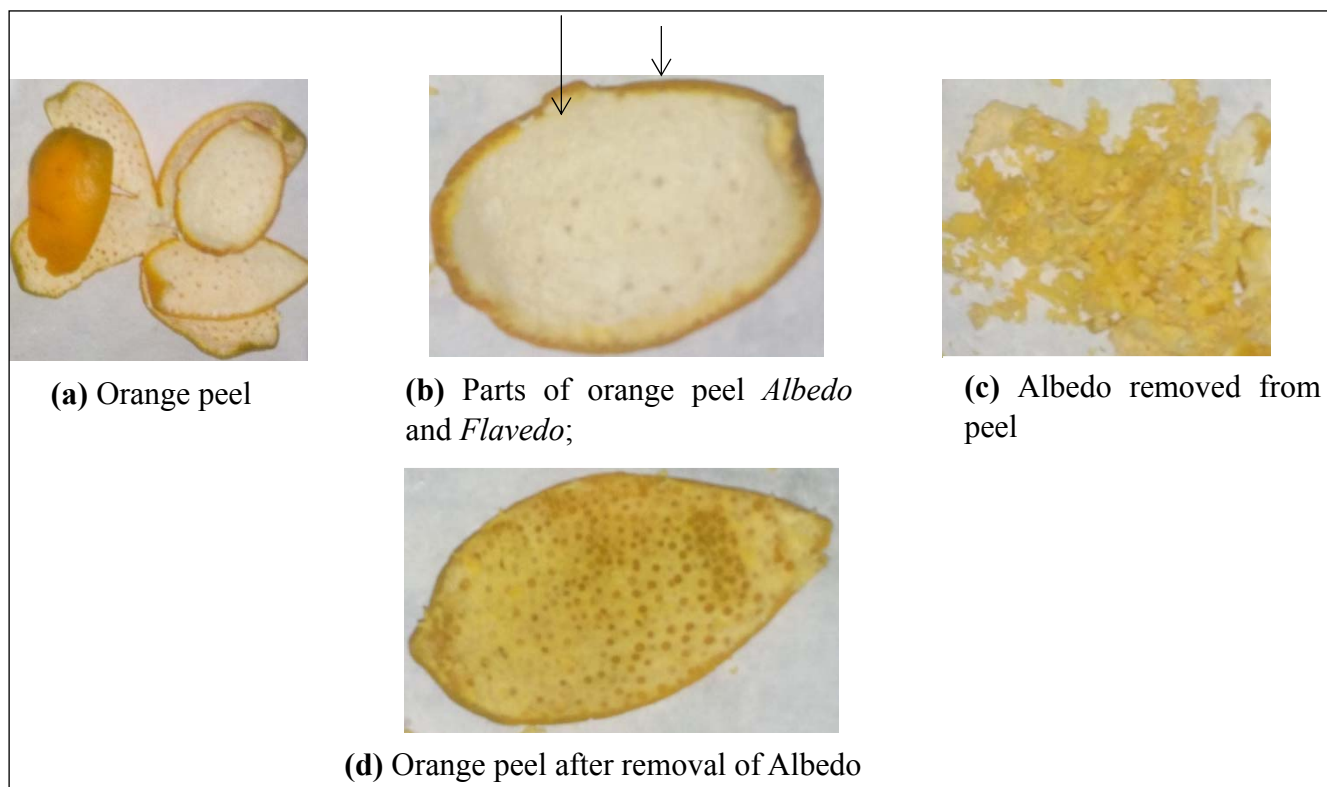 (a) Orange peel
(b) Parts of orange peel Albedo
and Flavedo;
(c) Albedo removed from
peel
(d) Orange peel after removal of Albedo